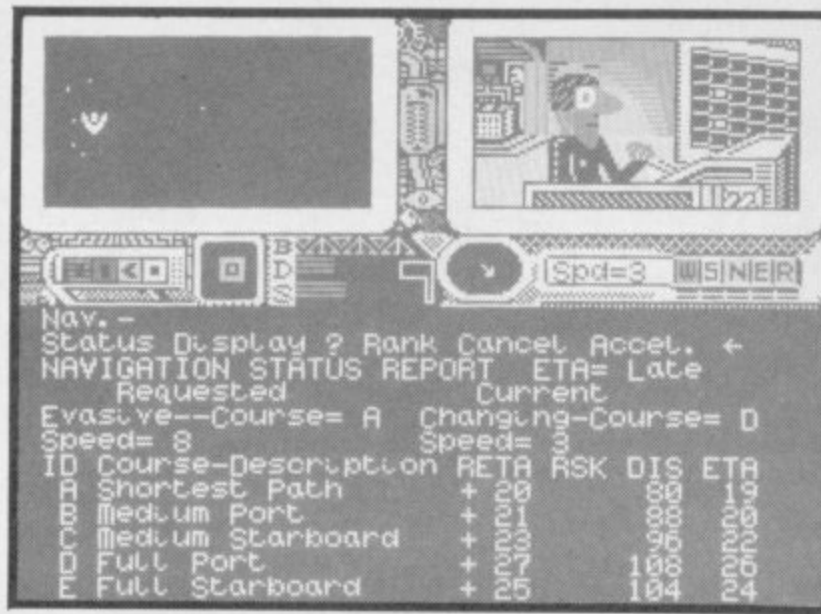 22
B
D
S
Spd=3 W S N E R
Nav.-
Status Display ? Rank Cancel Accel. ←
NAVIGATION STATUS REPORT ETA= Late
Requested Current
Evasive--Course= A Changing-Course= D
Speed= 8 Speed= 3
ID Course-Description RETA RSK DIS ETA
A Shortest Path + 20 80 19
B Medium Port + 21 88 20
C Medium Starboard + 23 96 22
D Full Port + 27 108 26
E Full Starboard + 25 104 24